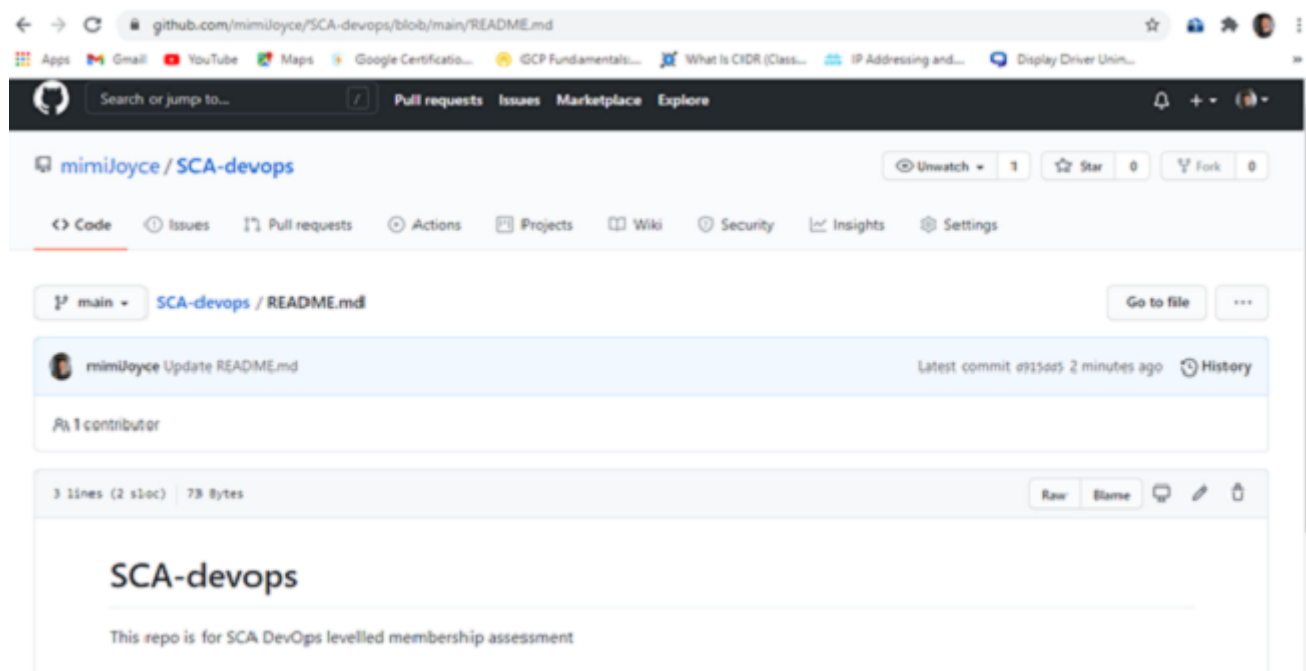 github.com/mimiJoyce/SCA-devops/blob/main/README.md
Apps Gmail YouTube Maps Google Certificatio... GCP Fundamentals:... What Is CIDR (Class... IP Addressing and... Display Driver Unin... »
Search or jump to... / Pull requests Issues Marketplace Explore
mimiJoyce / SCA-devops Unwatch 1 Star 0 Fork 0
<> Code Issues Pull requests Actions Projects Wiki Security Insights Settings
main SCA-devops / README.md Go to file ...
mimiJoyce Update README.md Latest commit 2 minutes ago History
1 contributor
3 lines (2 sloc) 73 Bytes Raw Blame
SCA-devops
This repo is for SCA DevOps levelled membership assessment